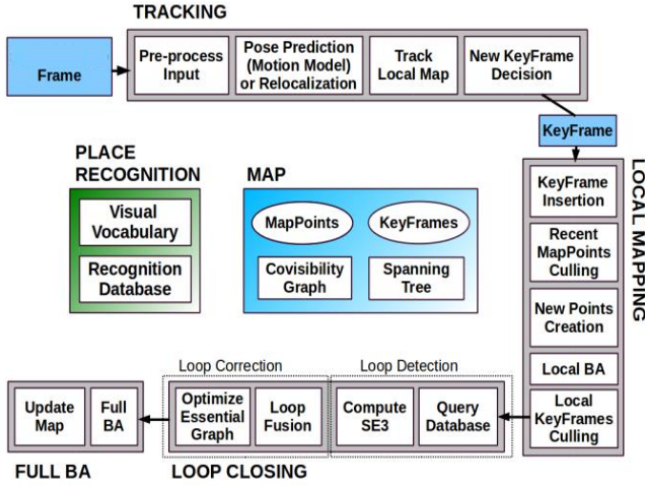 TRACKING
Frame
Pre-process
Input
Pose Prediction
(Motion Model)
or Relocalization
Track
Local Map
New KeyFrame
Decision
KeyFrame
PLACE
RECOGNITION
Visual
Vocabulary
Recognition
Database
MAP
MapPoints
KeyFrames
Covisibility
Graph
Spanning
Tree
LOCAL MAPPING
KeyFrame
Insertion
Recent
MapPoints
Culling
New Points
Creation
Local BA
Local
KeyFrames
Culling
Loop Correction
Loop Detection
Update
Map
Full
BA
Optimize
Essential
Graph
Loop
Fusion
Compute
SE3
Query
Database
FULL BA
LOOP CLOSING